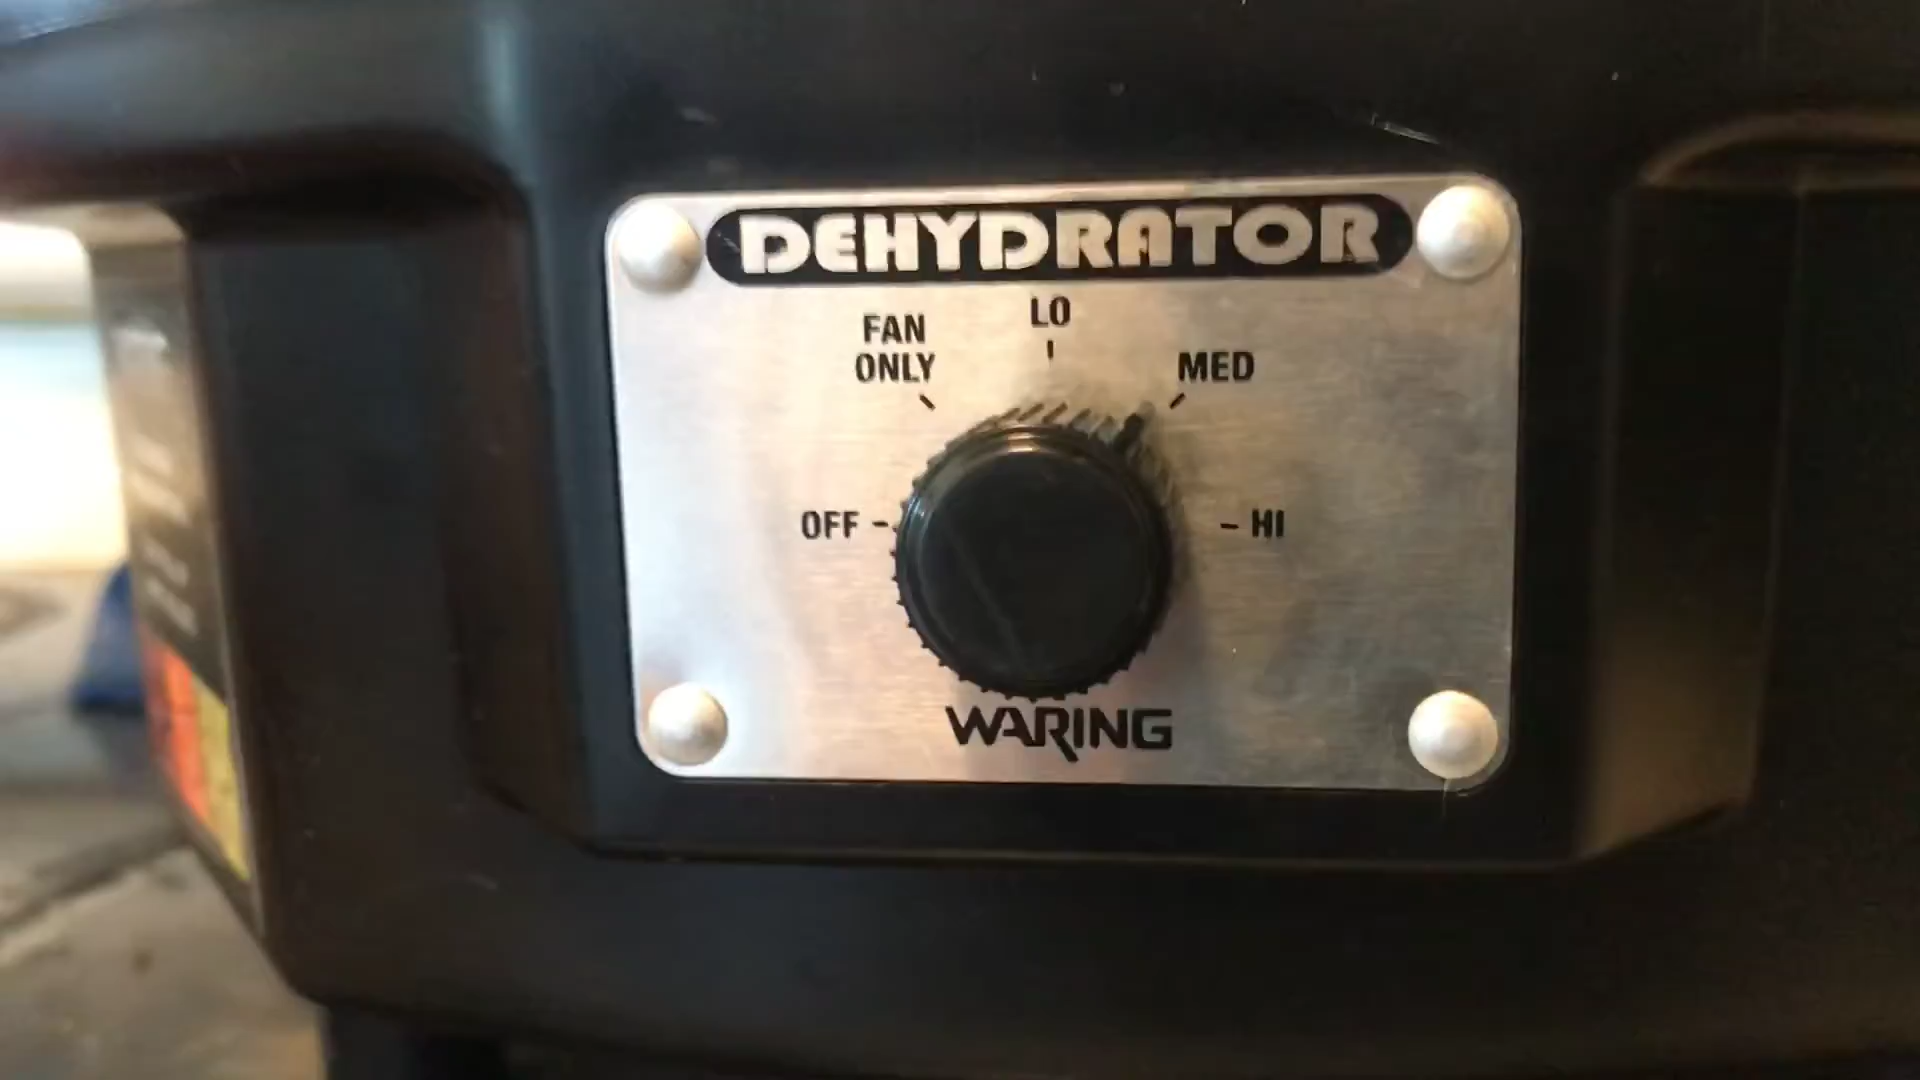 DEHYDRATOR
FAN
ONLY
LO
MED
OFF
HI
WARING